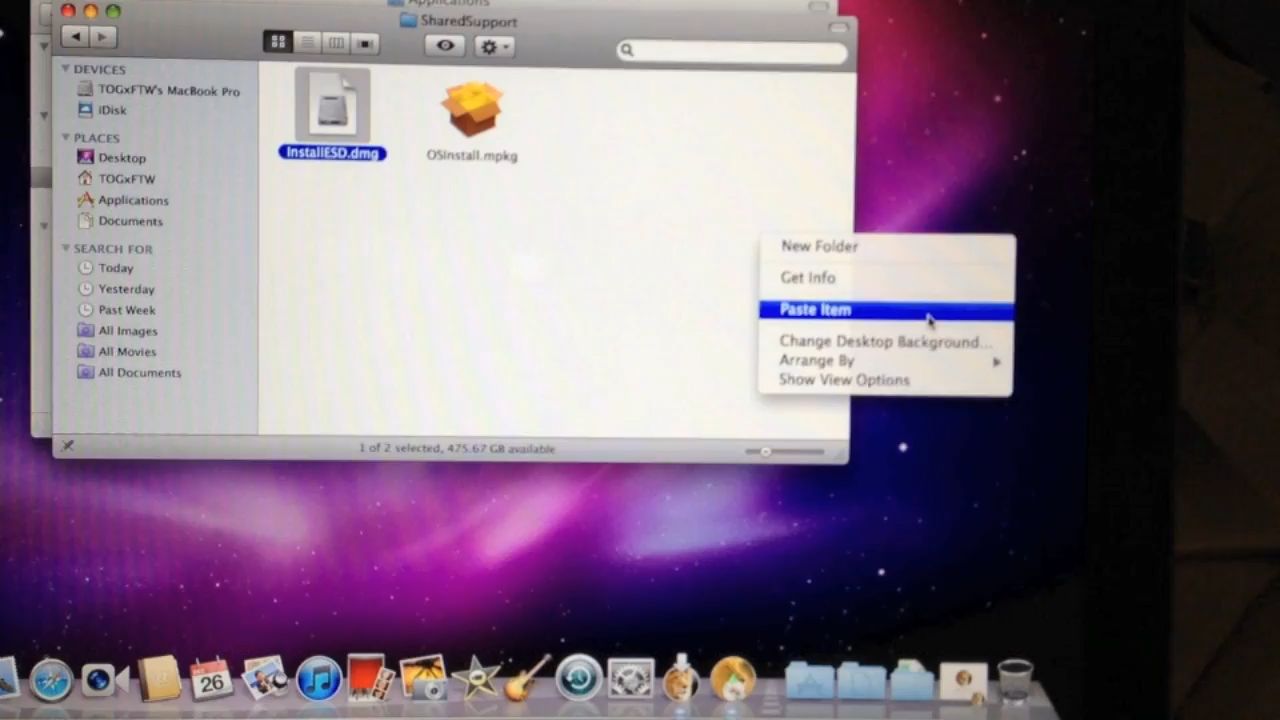 Applications
SharedSupport
DEVICES
TOGxFTW's MacBook Pro
iDisk
PLACES
Desktop
TOGxFTW
Applications
Documents
SEARCH FOR
Today
Yesterday
Past Week
All Images
All Movies
All Documents
InstallESD.dmg
OSInstall.mpkg
1 of 2 selected, 475.67 GB available
New Folder
Get Info
Paste Item
Change Desktop Background...
Arrange By
Show View Options
26